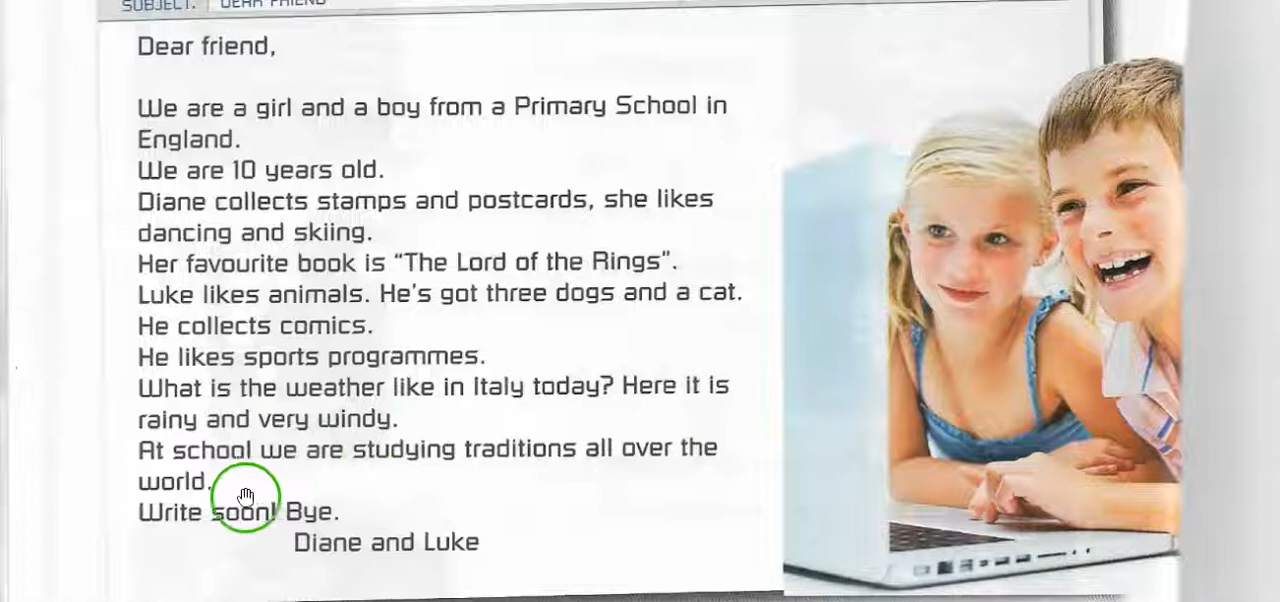 SUBJECT: DEAR FRIEND
Dear friend,
We are a girl and a boy from a Primary School in
England.
We are 10 years old.
Diane collects stamps and postcards, she likes
dancing and skiing.
Her favourite book is “The Lord of the Rings”.
Luke likes animals. He's got three dogs and a cat.
He collects comics.
He likes sports programmes.
What is the weather like in Italy today? Here it is
rainy and very windy.
At school we are studying traditions all over the
world.
Write soon! Bye.
Diane and Luke